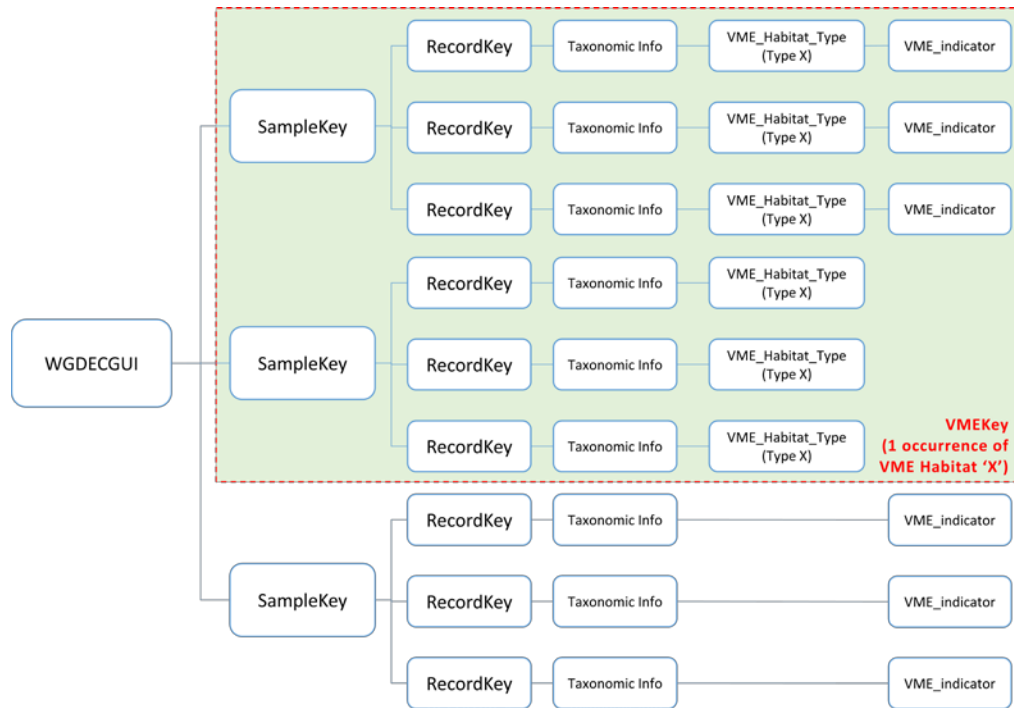 RecordKey
Taxonomic Info
VME_Habitat_Type
(Type X)
VME_indicator
SampleKey
RecordKey
Taxonomic Info
VME_Habitat_Type
(Type X)
VME_indicator
RecordKey
Taxonomic Info
VME_Habitat_Type
(Type X)
VME_indicator
RecordKey
Taxonomic Info
VME_Habitat_Type
(Type X)
WGDECGUI
SampleKey
RecordKey
Taxonomic Info
VME_Habitat_Type
(Type X)
RecordKey
Taxonomic Info
VME_Habitat_Type
(Type X)
VMEKey
(1 occurrence of
VME Habitat ‘X’)
RecordKey
Taxonomic Info
VME_indicator
SampleKey
RecordKey
Taxonomic Info
VME_indicator
RecordKey
Taxonomic Info
VME_indicator